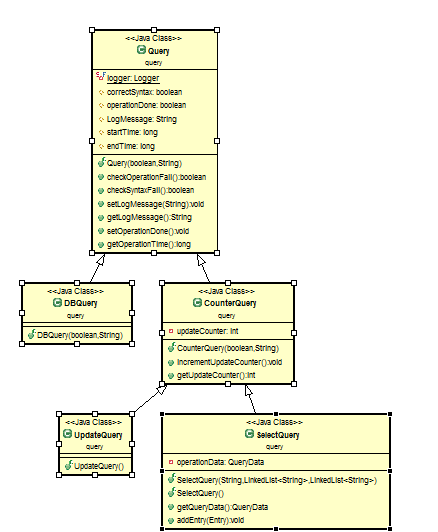 <<Java Class>>
Query
query
logger: Logger
correctSyntax: boolean
operationDone: boolean
LogMessage: String
startTime: long
endTime: long
Query(boolean,String)
checkOperationFail():boolean
checkSyntaxFail():boolean
setLogMessage(String):void
getLogMessage():String
setOperationDone():void
getOperationTime():long
<<Java Class>>
DBQuery
query
DBQuery(boolean,String)
<<Java Class>>
CounterQuery
query
updateCounter: int
CounterQuery(boolean,String)
incrementUpdateCounter():void
getUpdateCounter():int
<<Java Class>>
UpdateQuery
query
UpdateQuery()
<<Java Class>>
SelectQuery
query
operationData: QueryData
SelectQuery(String,LinkedList<String>,LinkedList<String>)
SelectQuery()
getQueryData():QueryData
addEntry(Entry):void